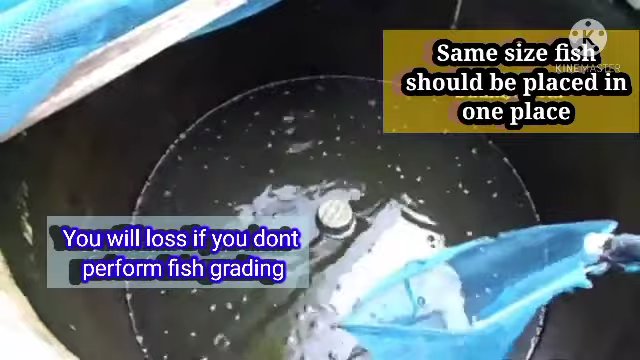 K
KINEMASTER
Same size fish
should be placed in
one place
You will loss if you dont
perform fish grading